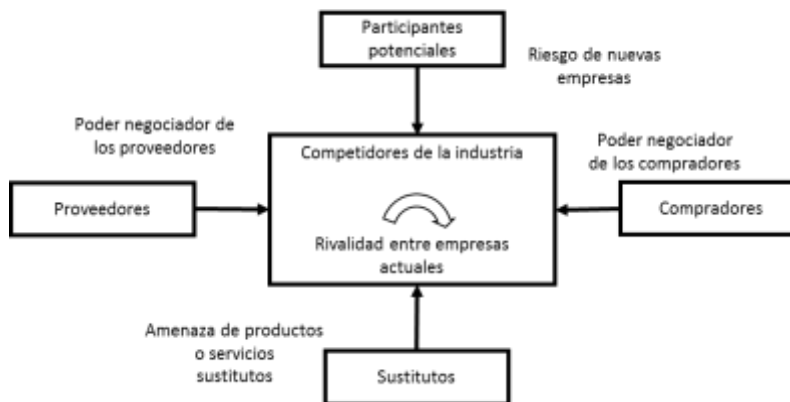 Participantes
potenciales
Riesgo de nuevas
empresas
Poder negociador de
los proveedores
Competidores de la industria
Poder negociador
de los compradores
Proveedores
Compradores
Rivalidad entre empresas
actuales
Amenaza de productos
o servicios
sustitutos
Sustitutos